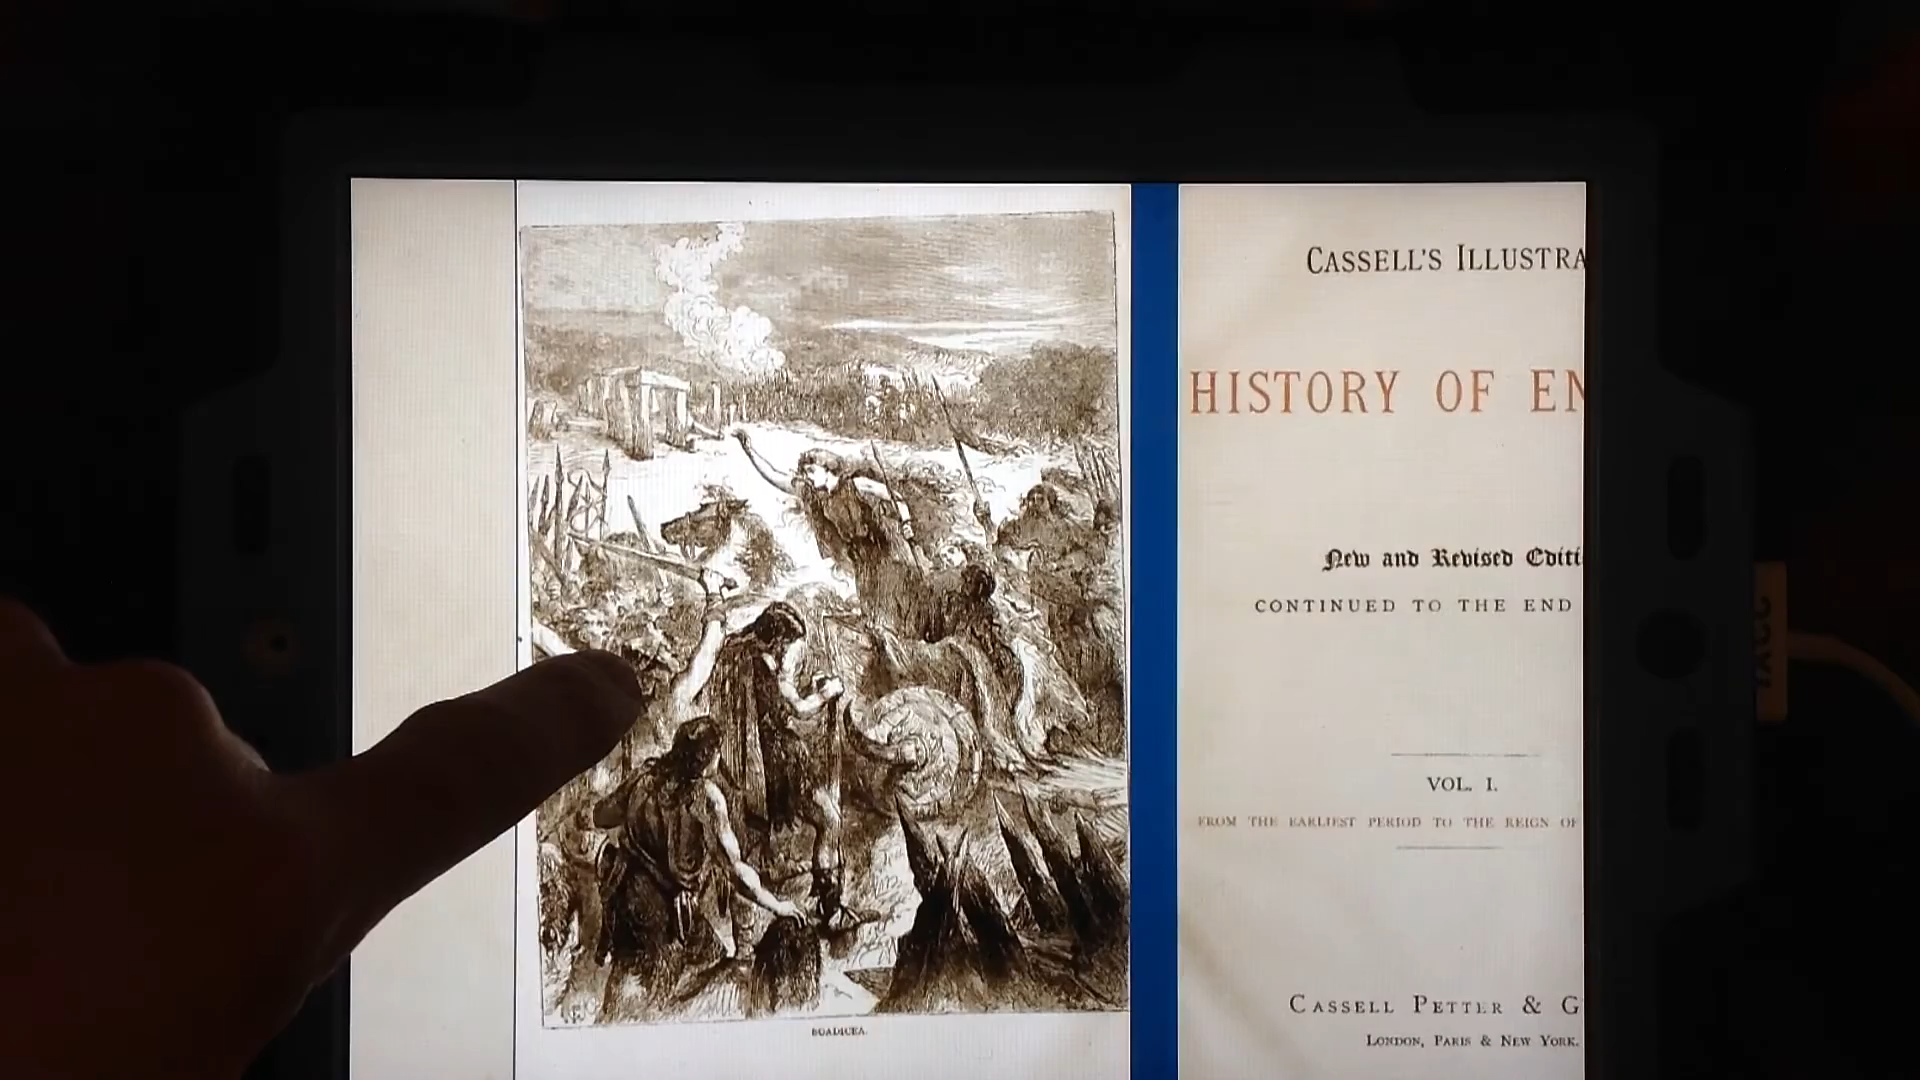 BOADICEA.
CASSELL'S ILLUSTRA
HISTORY OF EN
New and Revised Editi
CONTINUED TO THE END
VOL. I.
FROM THE EARLIEST PERIOD TO THE REIGN OF
CASSELL PETTER & G
LONDON, PARIS & NEW YORK.